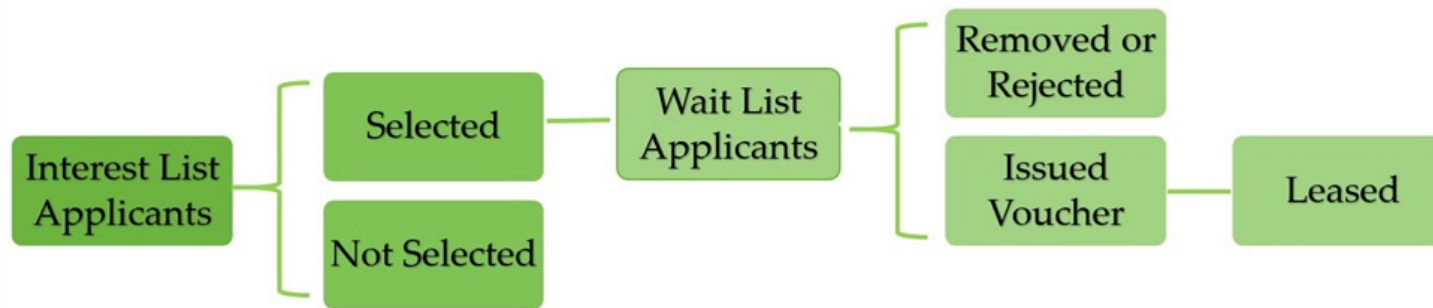 Interest List
Applicants
Selected
Not Selected
Wait List
Applicants
Removed or
Rejected
Issued
Voucher
Leased